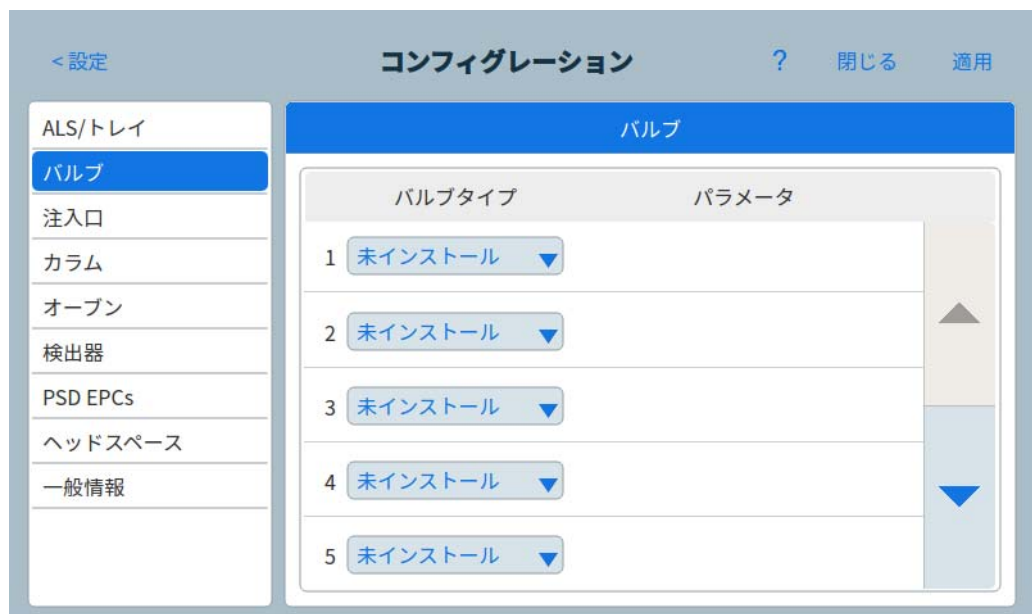 <設定 コンフィグレーション ? 閉じる 適用
ALS/トレイ
バルブ
注入口
カラム
オーブン
検出器
PSD EPCs
ヘッドスペース
一般情報
バルブ
バルブタイプ パラメータ
1 未インストール
2 未インストール
3 未インストール
4 未インストール
5 未インストール